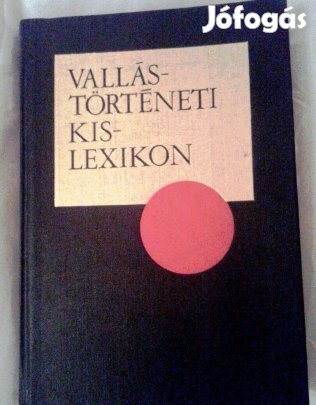 Jófogás
VALLÁS-
TÖRTÉNETI
KIS-
LEXIKON